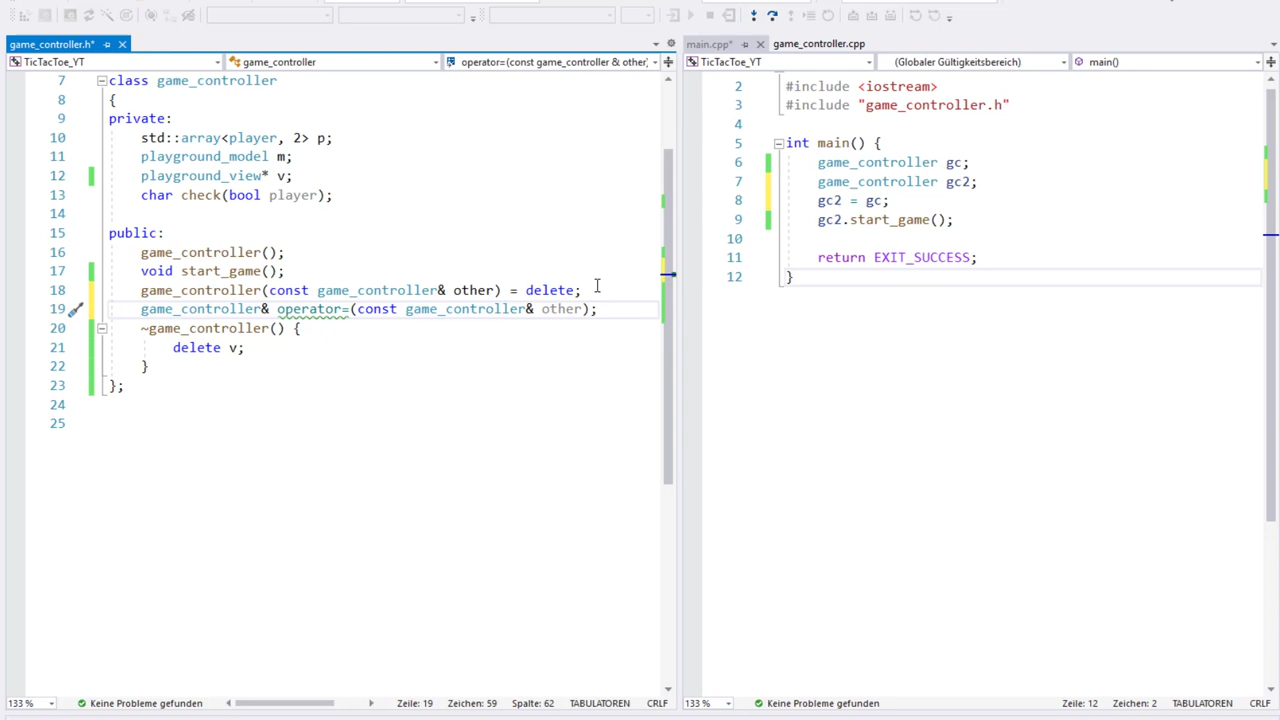 game_controller.h*
TicTacToe_YT
game_controller
operator=(const game_controller & other)
7 class game_controller
8 {
9 private:
10 std::array<player, 2> p;
11 playground_model m;
12 playground_view* v;
13 char check(bool player);
14
15 public:
16 game_controller();
17 void start_game();
18 game_controller(const game_controller& other) = delete;
19 game_controller& operator=(const game_controller& other);
20 ~game_controller() {
21 delete v;
22 }
23 };
24
25
133 %
Keine Probleme gefunden
Zeile: 19
Zeichen: 59
Spalte: 62
TABULATOREN
CRLF
main.cpp*
game_controller.cpp
TicTacToe_YT
(Globaler Gültigkeitsbereich)
main()
2 #include <iostream>
3 #include "game_controller.h"
4
5 int main() {
6 game_controller gc;
7 game_controller gc2;
8 gc2 = gc;
9 gc2.start_game();
10
11 return EXIT_SUCCESS;
12 }
133 %
Keine Probleme gefunden
Zeile: 12
Zeichen: 2
TABULATOREN
CRLF